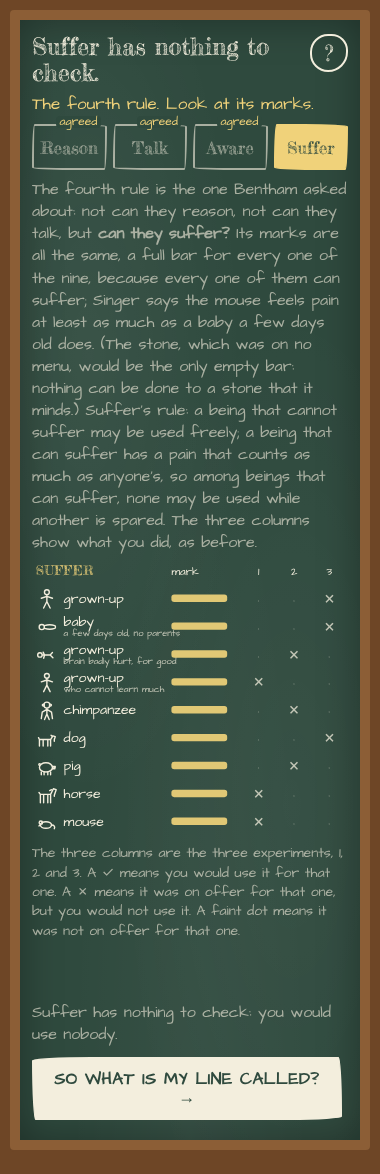 Suffer has nothing to
check.
?
The fourth rule. Look at its marks.
agreed agreed agreed
Reason Talk Aware Suffer
The fourth rule is the one Bentham asked
about: not can they reason, not can they
talk, but can they suffer? Its marks are
all the same, a full bar for every one of
the nine, because every one of them can
suffer; Singer says the mouse feels pain
at least as much as a baby a few days
old does. (The stone, which was on no
menu, would be the only empty bar:
nothing can be done to a stone that it
minds.) Suffer's rule: a being that cannot
suffer may be used freely; a being that
can suffer has a pain that counts as
much as anyone's, so among beings that
can suffer, none may be used while
another is spared. The three columns
show what you did, as before.
SUFFER mark 1 2 3
grown-up ×
baby ×
a few days old, no parents
grown-up ×
brain badly hurt, for good
grown-up ×
who cannot learn much
chimpanzee ×
dog ×
pig ×
horse ×
mouse ×
The three columns are the three experiments, 1,
2 and 3. A ✓ means you would use it for that
one. A × means it was on offer for that one,
but you would not use it. A faint dot means it
was not on offer for that one.
Suffer has nothing to check: you would
use nobody.
SO WHAT IS MY LINE CALLED?
→